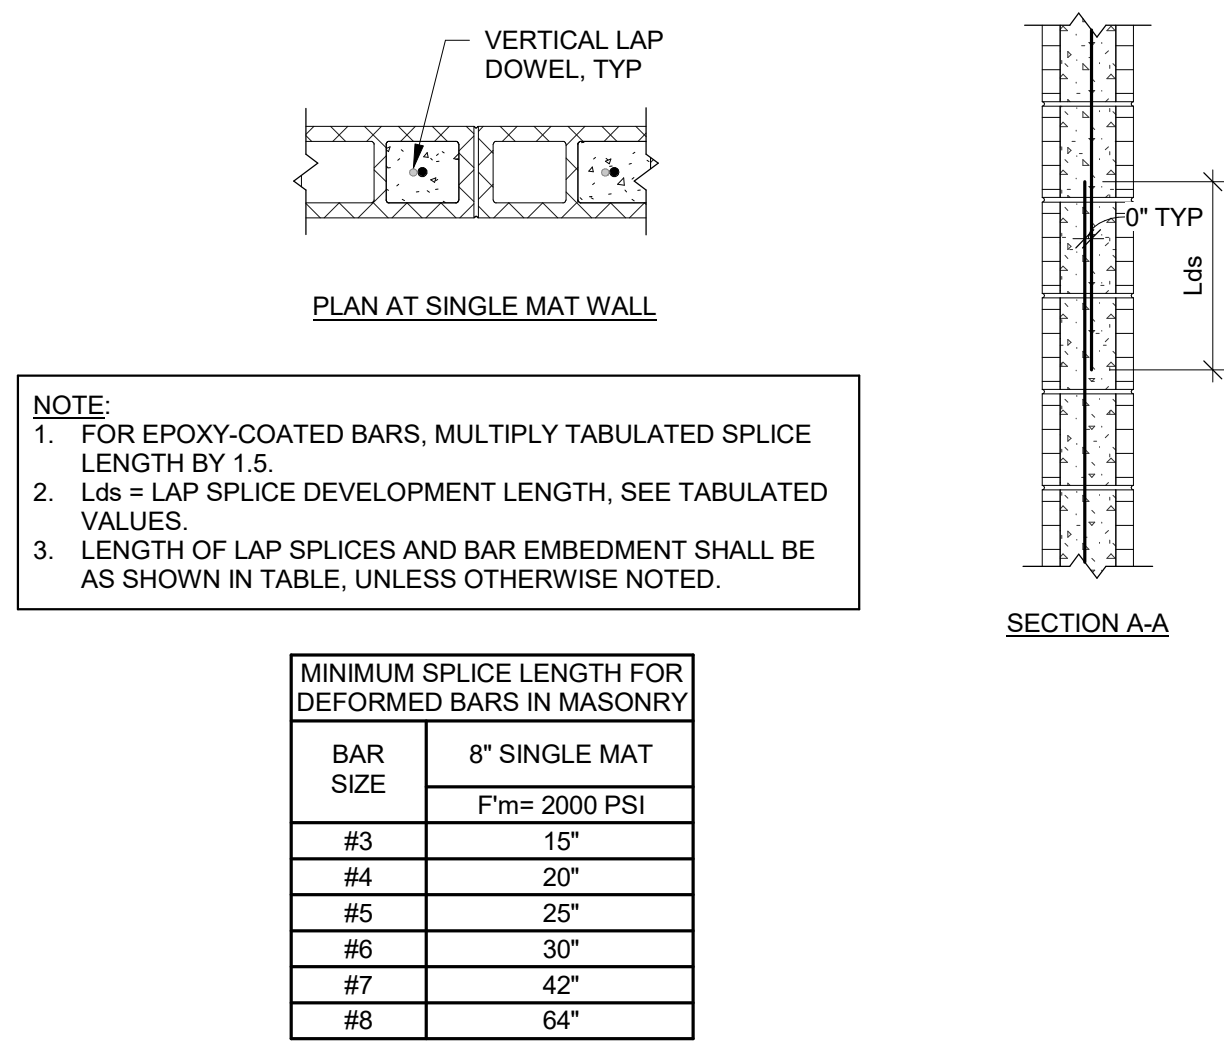 VERTICAL LAP
DOWEL, TYP
PLAN AT SINGLE MAT WALL
0" TYP
Lds
SECTION A-A
NOTE:
1. FOR EPOXY-COATED BARS, MULTIPLY TABULATED SPLICE
LENGTH BY 1.5.
2. Lds = LAP SPLICE DEVELOPMENT LENGTH, SEE TABULATED
VALUES.
3. LENGTH OF LAP SPLICES AND BAR EMBEDMENT SHALL BE
AS SHOWN IN TABLE, UNLESS OTHERWISE NOTED.
MINIMUM SPLICE LENGTH FOR
DEFORMED BARS IN MASONRY
BAR
SIZE
8" SINGLE MAT
F'm= 2000 PSI
#3 15"
#4 20"
#5 25"
#6 30"
#7 42"
#8 64"